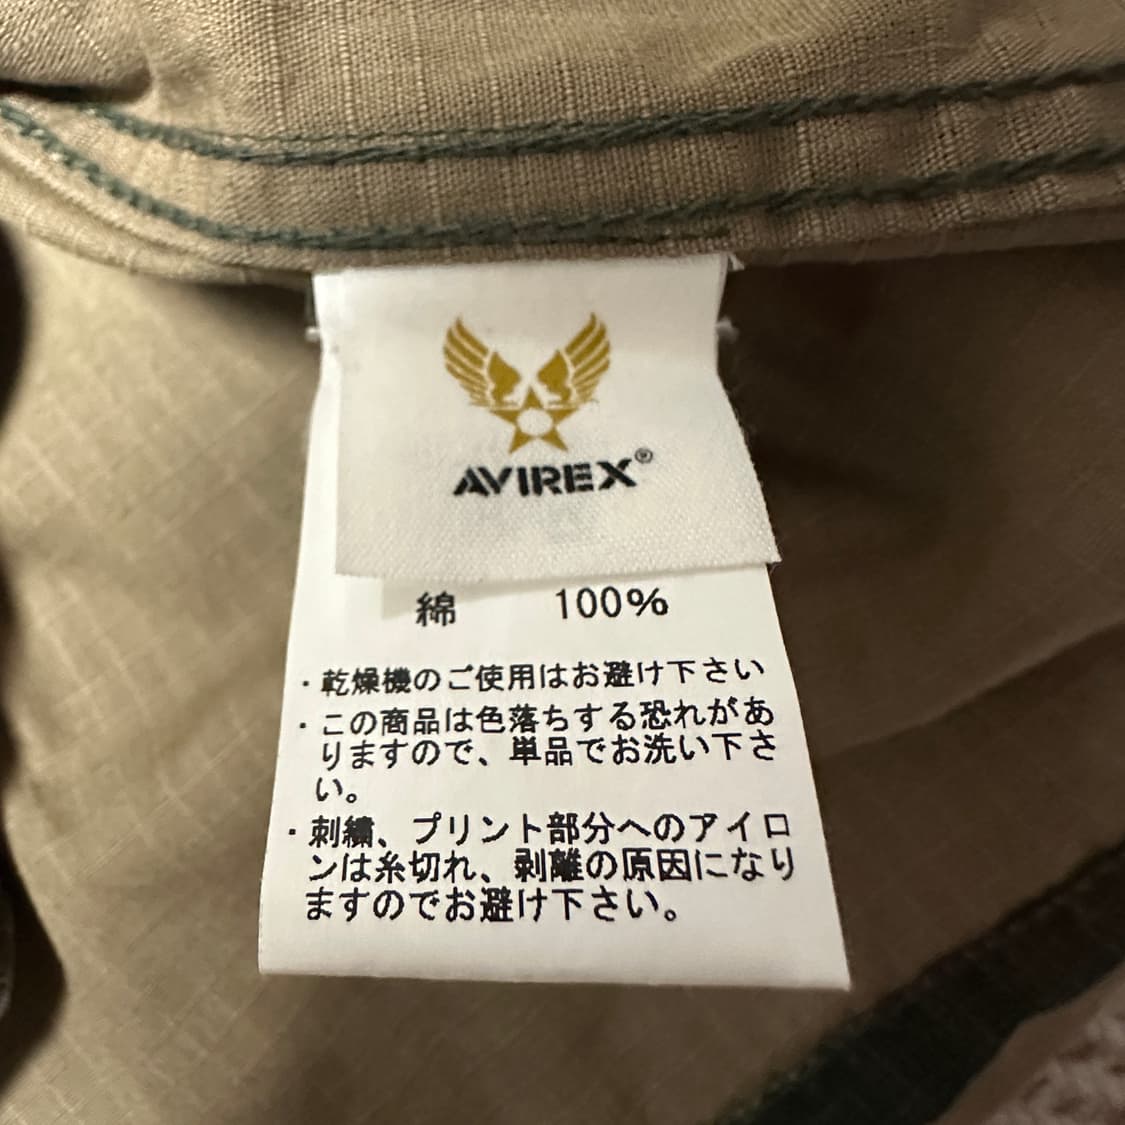 AVIREX®
綿 100%
・乾燥機のご使用はお避け下さい
・この商品は色落ちする恐れがあ
りますので、単品でお洗い下さ
い。
・刺繍、プリント部分へのアイロ
ンは糸切れ、剥離の原因になり
ますのでお避け下さい。